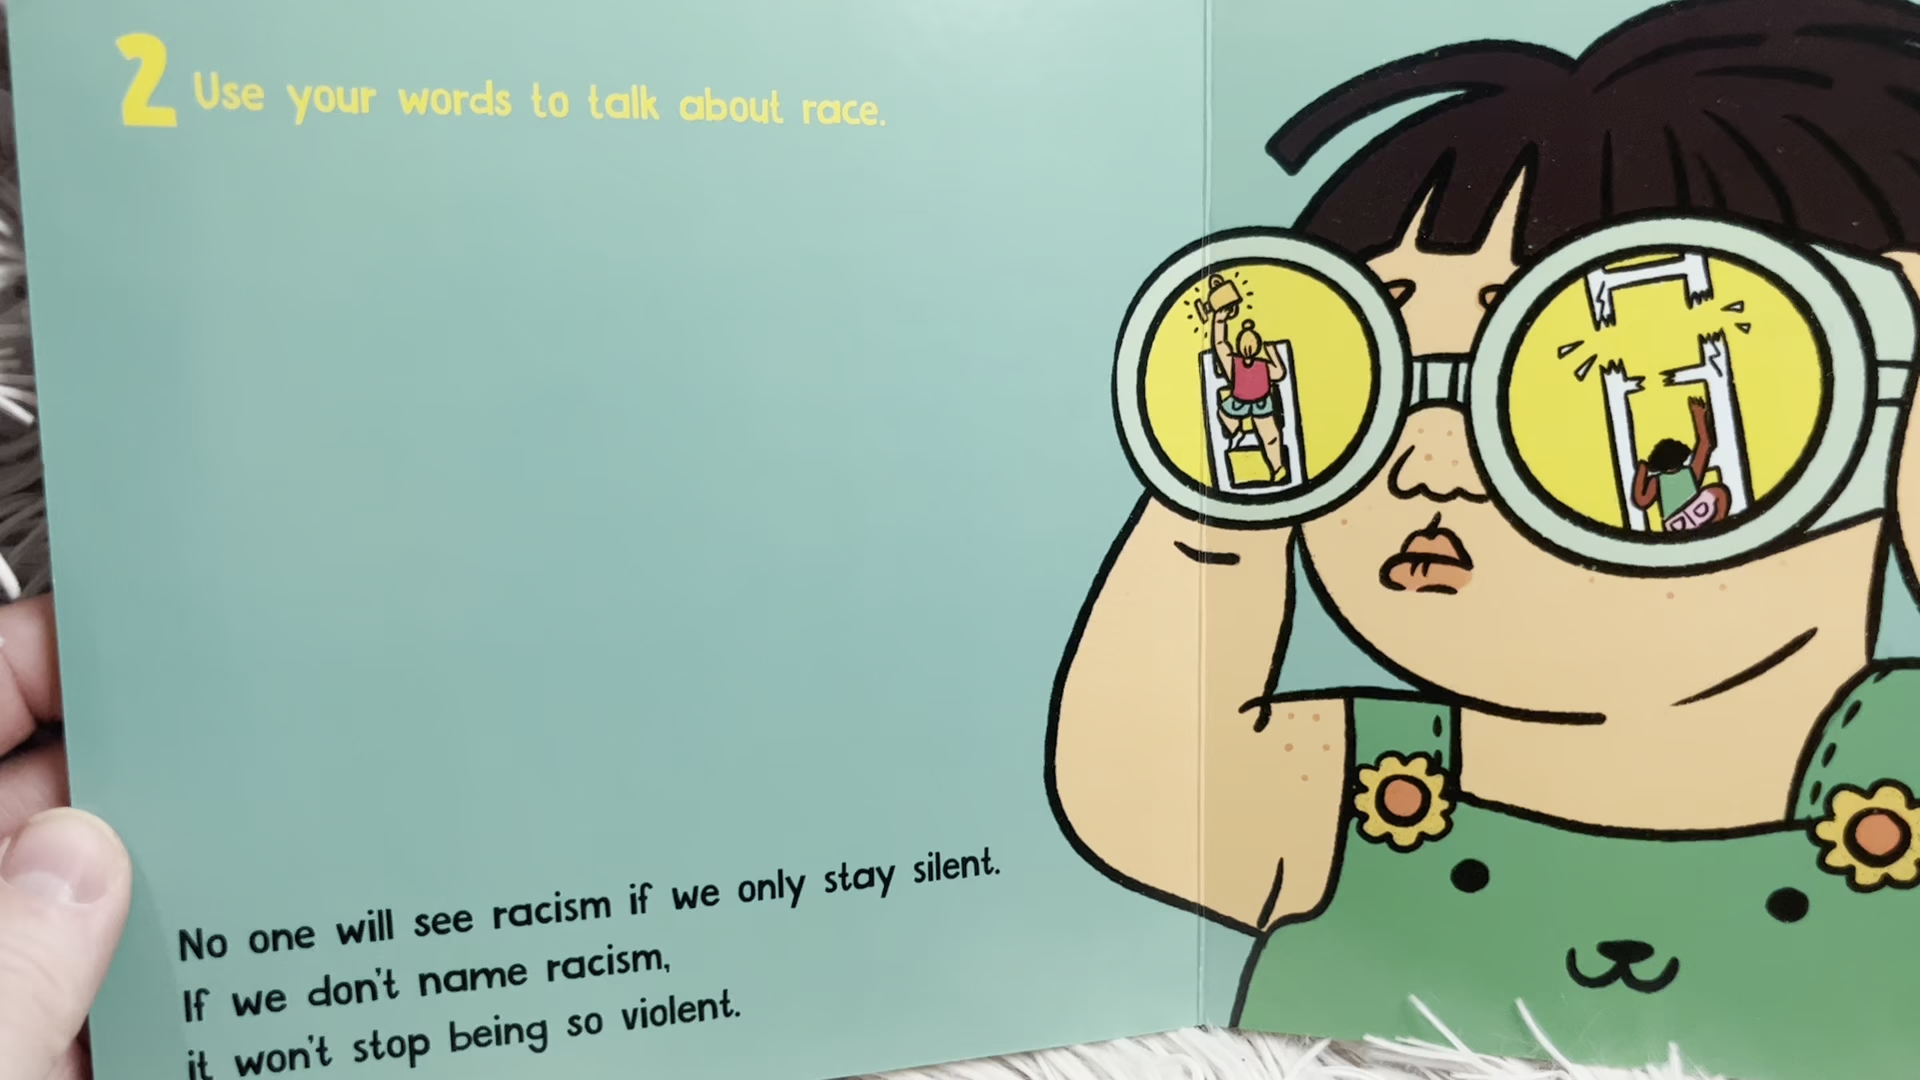 2 Use your words to talk about race.
No one will see racism if we only stay silent.
If we don't name racism,
it won't stop being so violent.